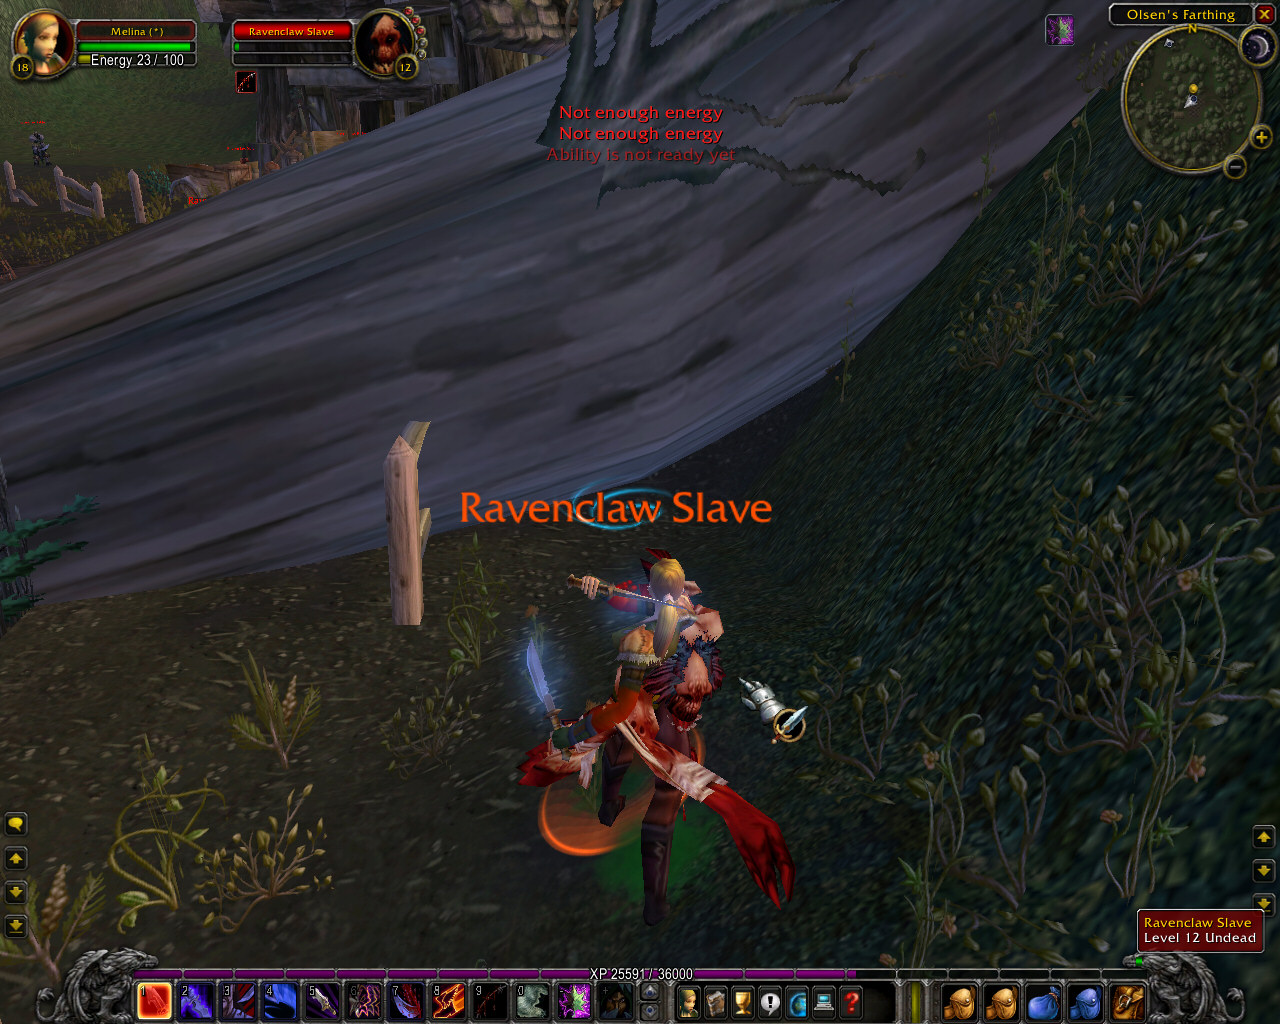 Melina (*)
Energy 23 / 100
18
Ravenclaw Slave
12
Olsen's Farthing
N
Not enough energy
Not enough energy
Ability is not ready yet
Ravenclaw Slave
Ravenclaw Slave
Level 12 Undead
XP 25591 / 36000
1
2
3
4
5
6
7
8
9
0